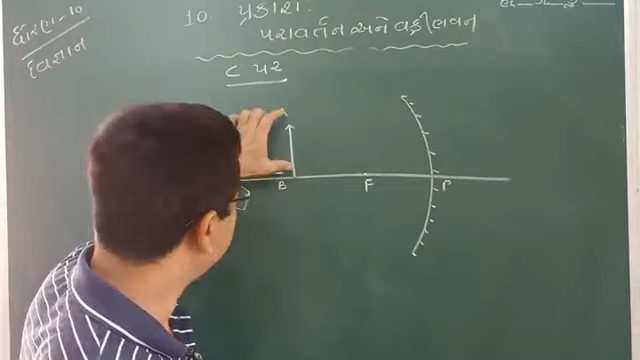 ધોરણ-10
વિજ્ઞાન
10. પ્રકાશ:
પરાવર્તન અને વક્રીભવન
C પર
B F P